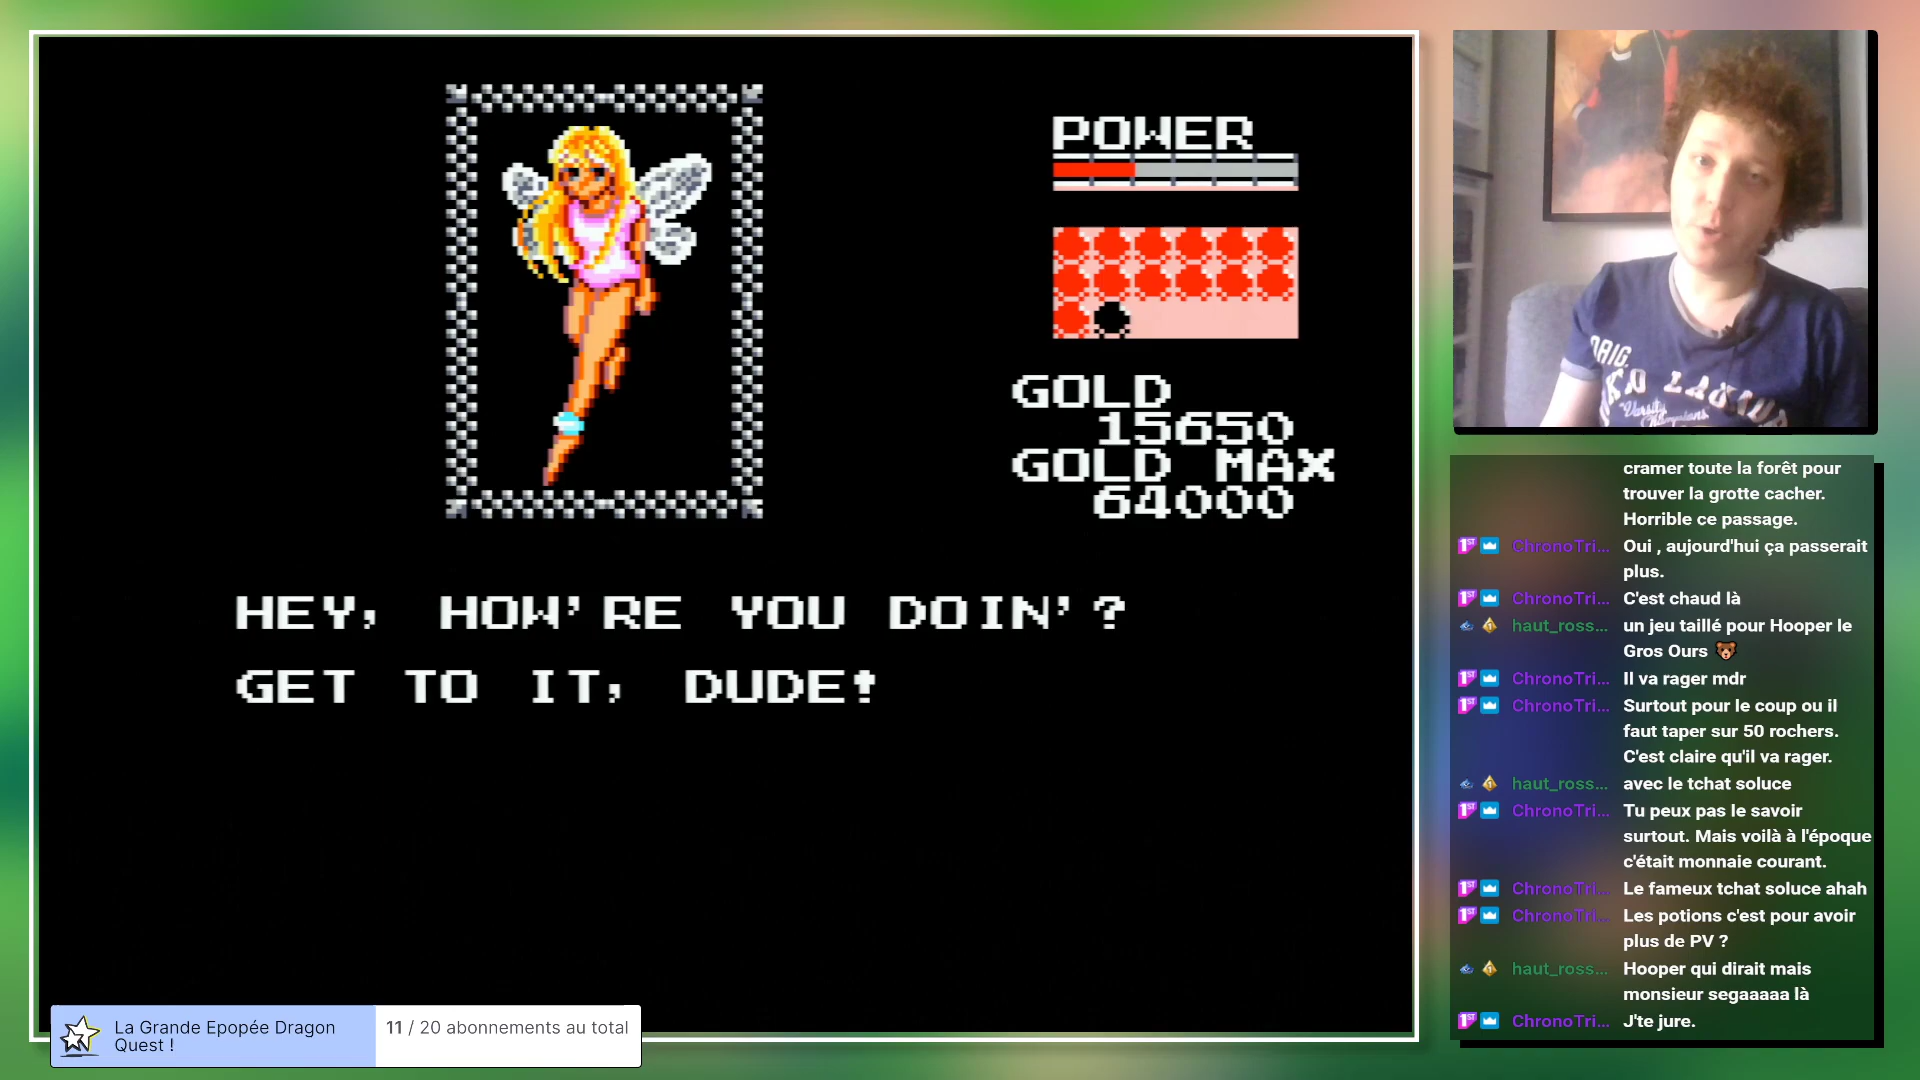 POWER
GOLD
15650
GOLD MAX
64000
HEY, HOW'RE YOU DOIN'?
GET TO IT, DUDE!
La Grande Epopée Dragon
Quest !
11 / 20 abonnements au total
ORIG.
cramer toute la forêt pour
trouver la grotte cacher.
Horrible ce passage.
ChronoTri... Oui , aujourd'hui ça passerait
plus.
ChronoTri... C'est chaud là
haut_ross... un jeu taillé pour Hooper le
Gros Ours
ChronoTri... Il va rager mdr
ChronoTri... Surtout pour le coup ou il
faut taper sur 50 rochers.
C'est claire qu'il va rager.
haut_ross... avec le tchat soluce
ChronoTri... Tu peux pas le savoir
surtout. Mais voilà à l'époque
c'était monnaie courant.
ChronoTri... Le fameux tchat soluce ahah
ChronoTri... Les potions c'est pour avoir
plus de PV ?
haut_ross... Hooper qui dirait mais
monsieur segaaaaa là
ChronoTri... J'te jure.